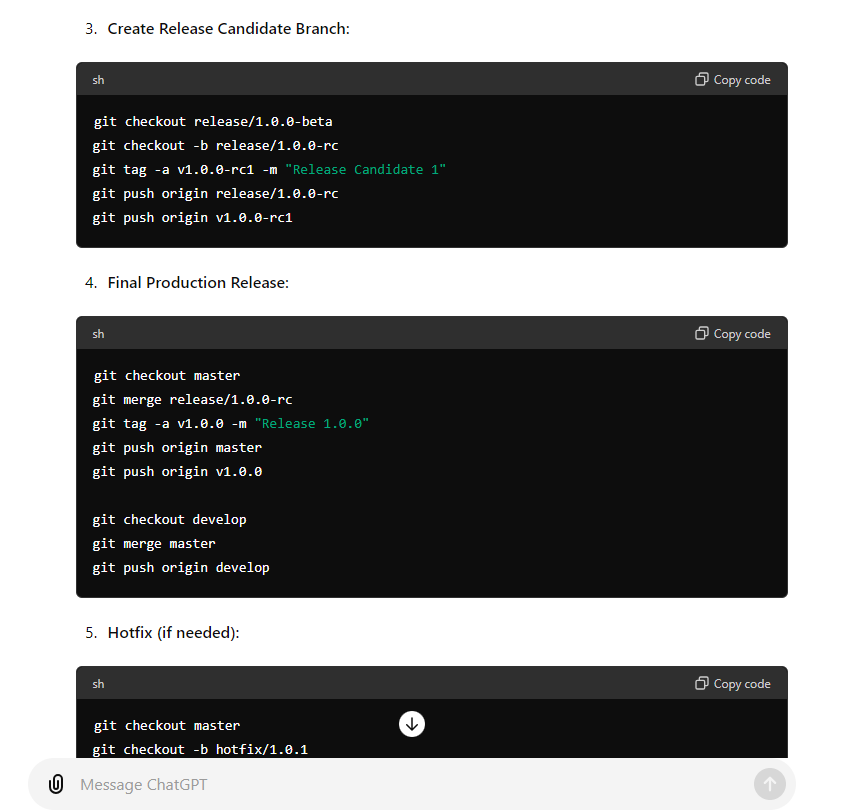 3. Create Release Candidate Branch:
sh
Copy code
git checkout release/1.0.0-beta
git checkout -b release/1.0.0-rc
git tag -a v1.0.0-rc1 -m "Release Candidate 1"
git push origin release/1.0.0-rc
git push origin v1.0.0-rc1
4. Final Production Release:
sh
Copy code
git checkout master
git merge release/1.0.0-rc
git tag -a v1.0.0 -m "Release 1.0.0"
git push origin master
git push origin v1.0.0
git checkout develop
git merge master
git push origin develop
5. Hotfix (if needed):
sh
Copy code
git checkout master
git checkout -b hotfix/1.0.1
Message ChatGPT